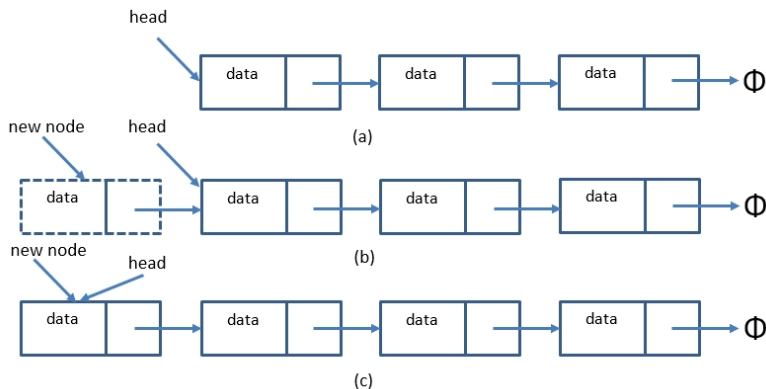 head
data data data Φ
(a)
new node head
data data data data Φ
(b)
new node head
data data data data Φ
(c)